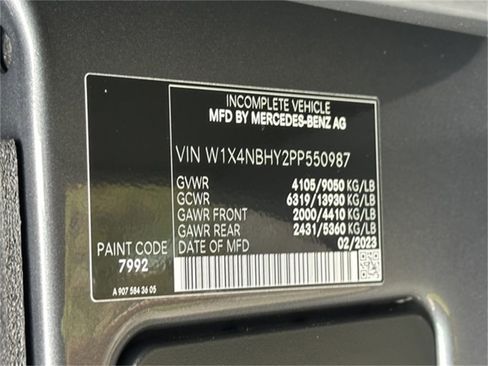 INCOMPLETE VEHICLE
MFD BY MERCEDES-BENZ AG
VIN W1X4NBHY2PP550987
GVWR 4105/9050 KG/LB
GCWR 6319/13930 KG/LB
GAWR FRONT 2000/4410 KG/LB
GAWR REAR 2431/5360 KG/LB
DATE OF MFD 02/2023
PAINT CODE
7992
A 907 584 36 05